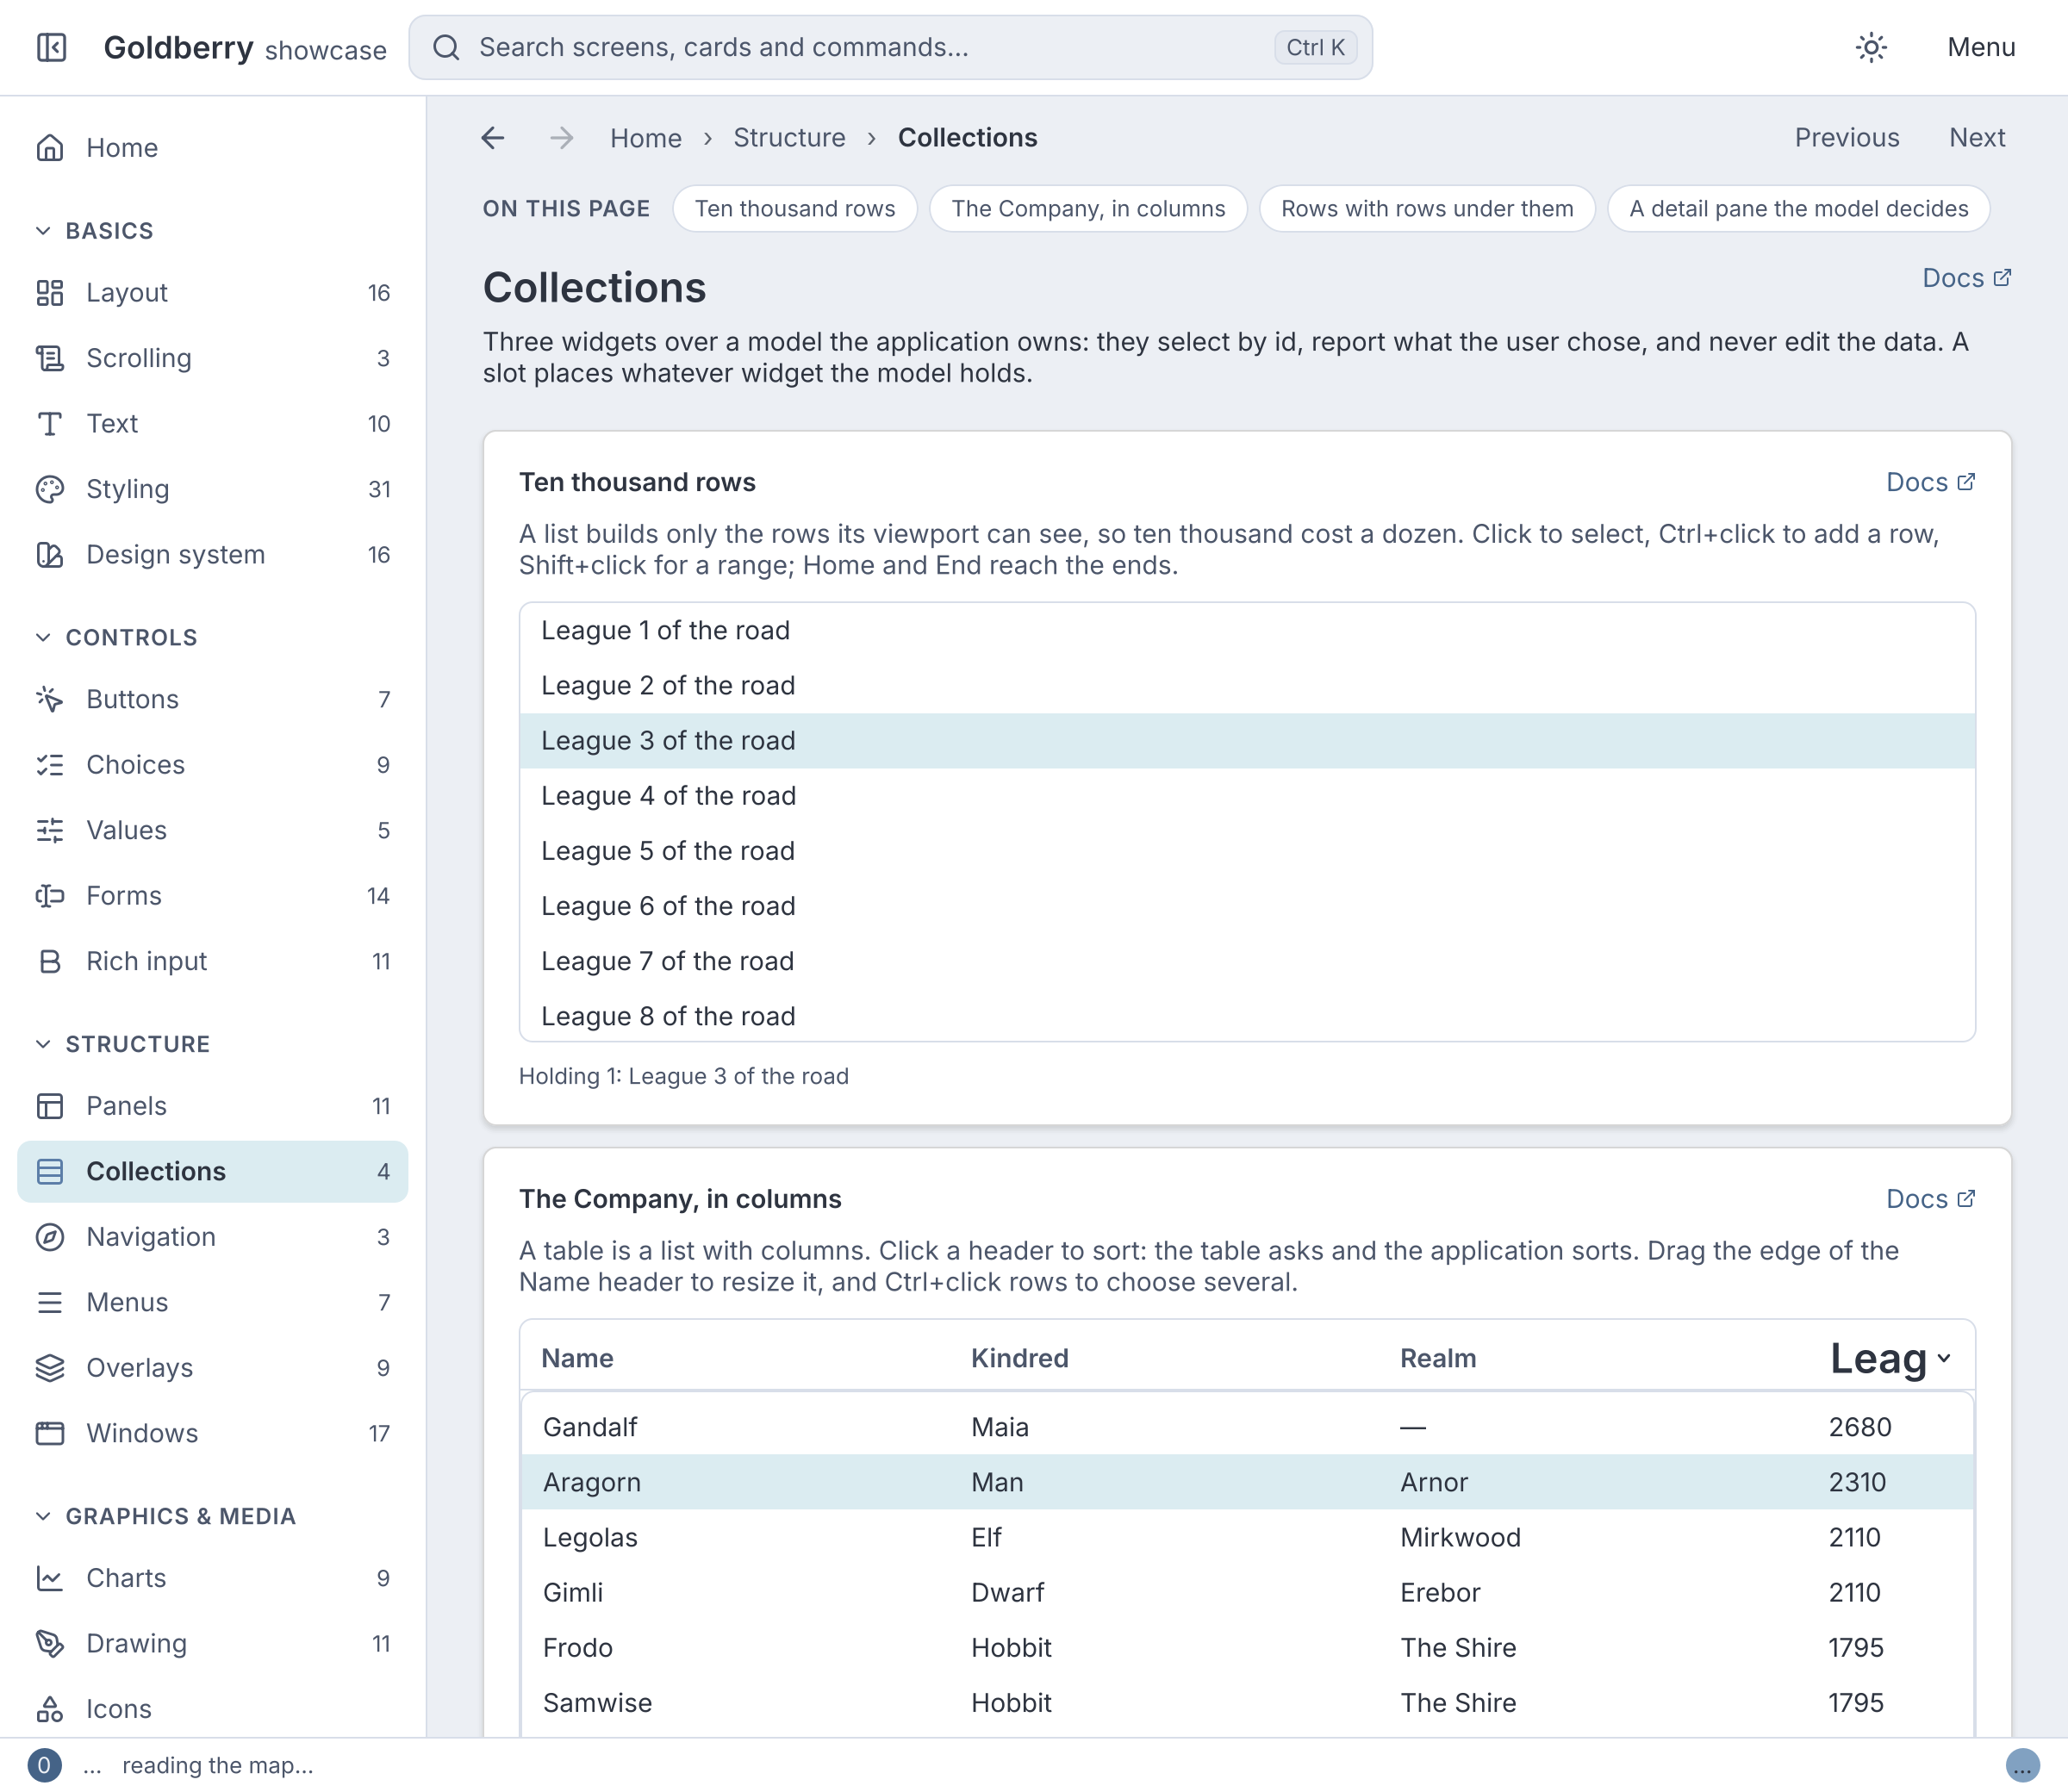 Goldberry showcase
Search screens, cards and commands...
Ctrl K
Menu
Home
BASICS
Layout 16
Scrolling 3
Text 10
Styling 31
Design system 16
CONTROLS
Buttons 7
Choices 9
Values 5
Forms 14
Rich input 11
STRUCTURE
Panels 11
Collections 4
Navigation 3
Menus 7
Overlays 9
Windows 17
GRAPHICS & MEDIA
Charts 9
Drawing 11
Icons
Home › Structure › Collections
Previous Next
ON THIS PAGE Ten thousand rows The Company, in columns Rows with rows under them A detail pane the model decides
Collections
Docs
Three widgets over a model the application owns: they select by id, report what the user chose, and never edit the data. A
slot places whatever widget the model holds.
Ten thousand rows
Docs
A list builds only the rows its viewport can see, so ten thousand cost a dozen. Click to select, Ctrl+click to add a row,
Shift+click for a range; Home and End reach the ends.
League 1 of the road
League 2 of the road
League 3 of the road
League 4 of the road
League 5 of the road
League 6 of the road
League 7 of the road
League 8 of the road
Holding 1: League 3 of the road
The Company, in columns
Docs
A table is a list with columns. Click a header to sort: the table asks and the application sorts. Drag the edge of the
Name header to resize it, and Ctrl+click rows to choose several.
Name Kindred Realm Leag
Gandalf Maia — 2680
Aragorn Man Arnor 2310
Legolas Elf Mirkwood 2110
Gimli Dwarf Erebor 2110
Frodo Hobbit The Shire 1795
Samwise Hobbit The Shire 1795
0 ... reading the map... ...